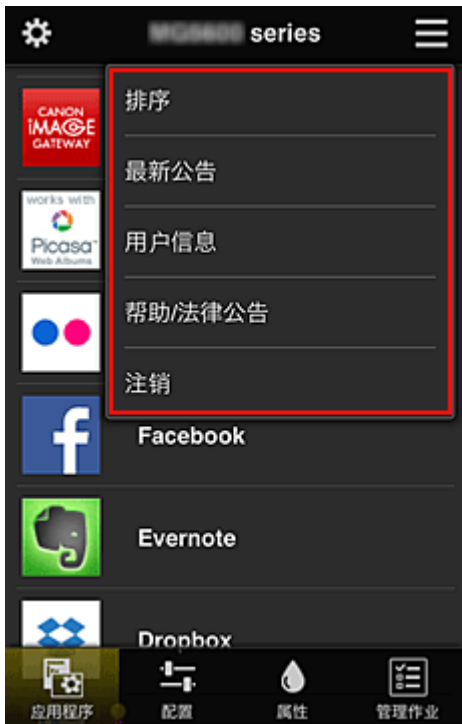 series
排序
CANON
iMAGE
GATEWAY
最新公告
works with
Picasa™
Web Albums
用户信息
帮助/法律公告
注销
Facebook
Evernote
Dropbox
应用程序
配置
属性
管理作业